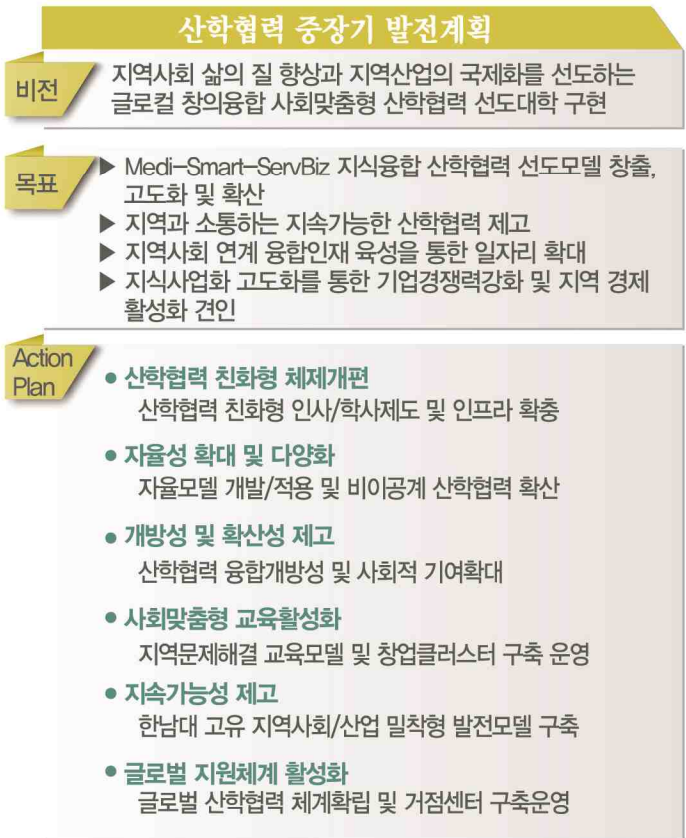 산학협력 중장기 발전계획
비전
지역사회 삶의 질 향상과 지역산업의 국제화를 선도하는
글로컬 창의융합 사회맞춤형 산학협력 선도대학 구현
목표
▶ Medi-Smart-ServBiz 지식융합 산학협력 선도모델 창출,
고도화 및 확산
▶ 지역과 소통하는 지속가능한 산학협력 제고
▶ 지역사회 연계 융합인재 육성을 통한 일자리 확대
▶ 지식사업화 고도화를 통한 기업경쟁력강화 및 지역 경제
활성화 견인
Action
Plan
• 산학협력 친화형 체제개편
산학협력 친화형 인사/학사제도 및 인프라 확충
• 자율성 확대 및 다양화
자율모델 개발/적용 및 비이공계 산학협력 확산
• 개방성 및 확산성 제고
산학협력 융합개방성 및 사회적 기여확대
• 사회맞춤형 교육활성화
지역문제해결 교육모델 및 창업클러스터 구축 운영
• 지속가능성 제고
한남대 고유 지역사회/산업 밀착형 발전모델 구축
• 글로벌 지원체계 활성화
글로벌 산학협력 체계확립 및 거점센터 구축운영